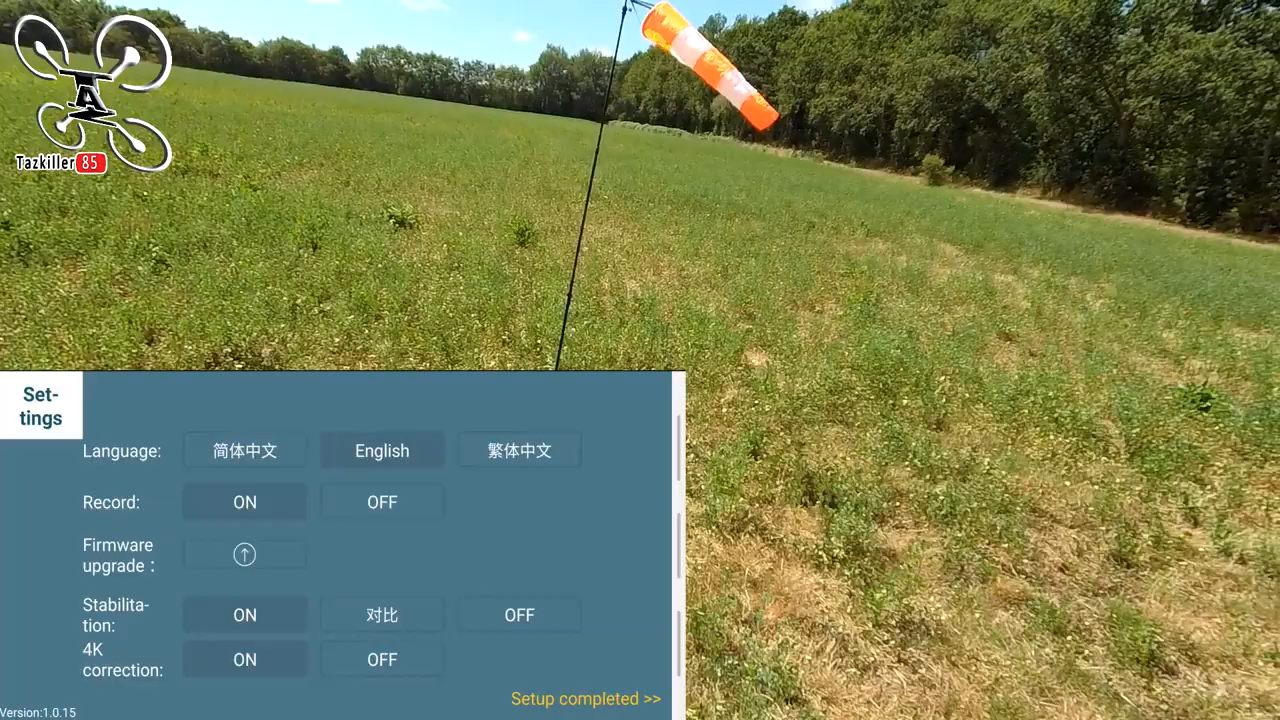 A
Tazkiller 85
Set-
tings
Language: 简体中文 English 繁体中文
Record: ON OFF
Firmware
upgrade：
Stabilita-
tion: ON 对比 OFF
4K
correction: ON OFF
Setup completed >>
Version:1.0.15